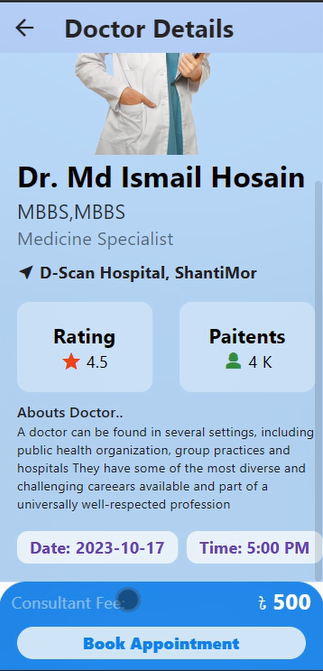 Doctor Details
Dr. Md Ismail Hosain
MBBS,MBBS
Medicine Specialist
D-Scan Hospital, ShantiMor
Rating
4.5
Paitents
4 K
Abouts Doctor..
A doctor can be found in several settings, including
public health organization, group practices and
hospitals They have some of the most diverse and
challenging careears available and part of a
universally well-respected profession
Date: 2023-10-17
Time: 5:00 PM
Consultant Fee:
৳ 500
Book Appointment